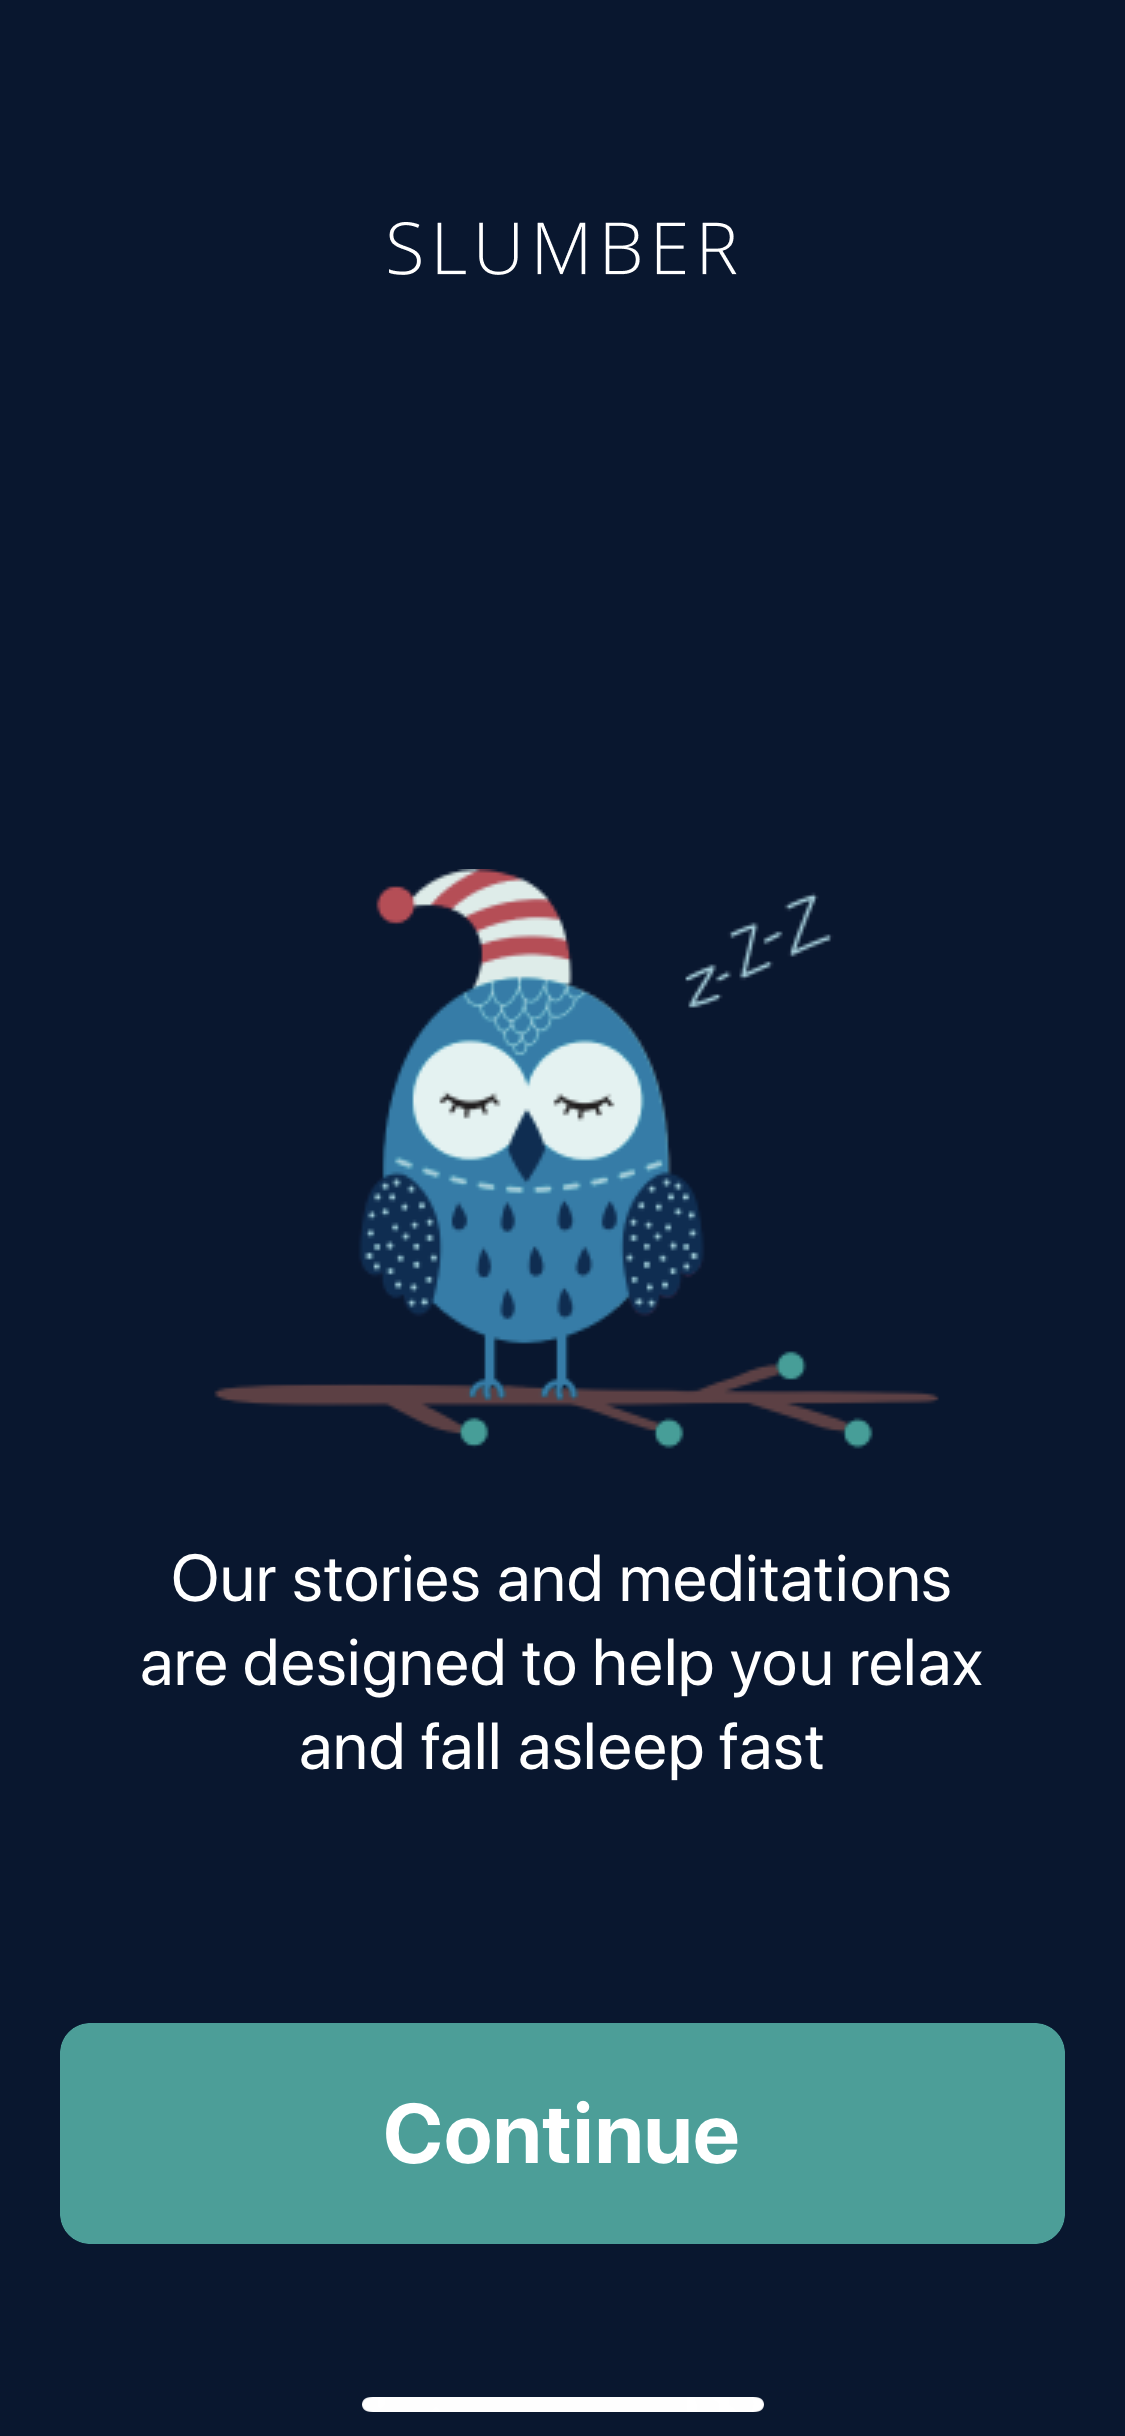 SLUMBER
z-z-z
Our stories and meditations
are designed to help you relax
and fall asleep fast
Continue